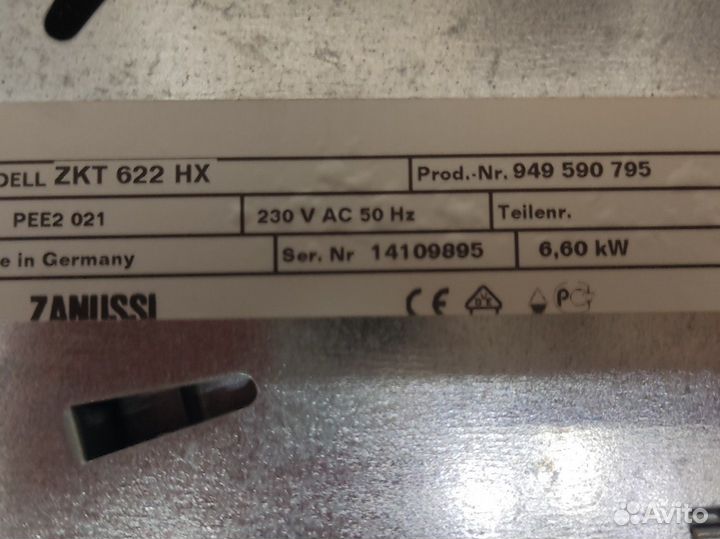 DELL ZKT 622 HX
Prod.-Nr. 949 590 795
PEE2 021
230 V AC 50 Hz
Teilenr.
e in Germany
Ser. Nr 14109895
6,60 kW
ZANUSSI
CE
Avito